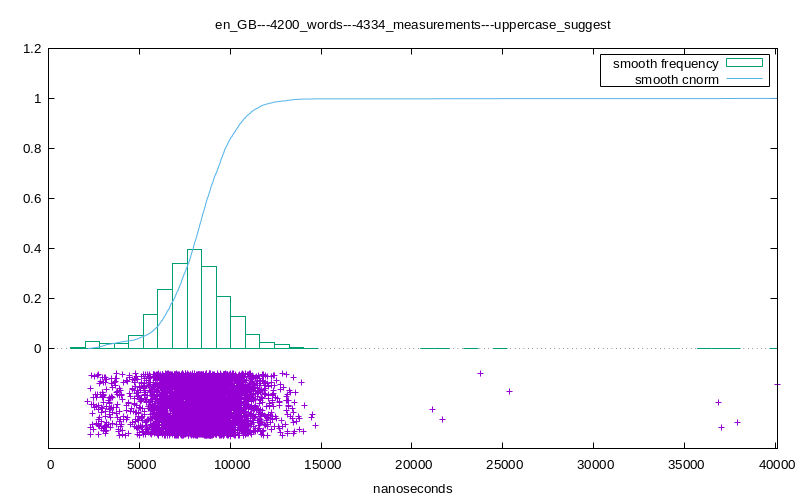 en_GB---4200_words---4334_measurements---uppercase_suggest
1.2
1
0.8
0.6
0.4
0.2
0
smooth frequency
smooth cnorm
0 5000 10000 15000 20000 25000 30000 35000 40000
nanoseconds